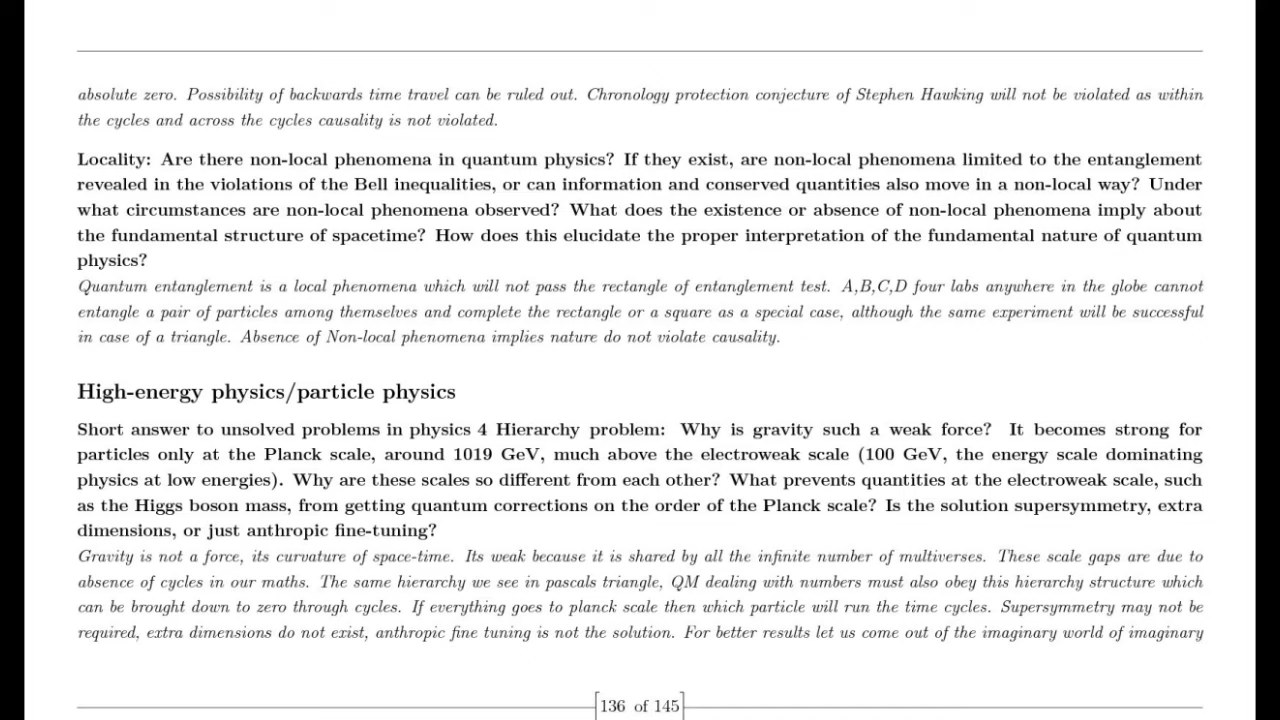 absolute zero. Possibility of backwards time travel can be ruled out. Chronology protection conjecture of Stephen Hawking will not be violated as within
the cycles and across the cycles causality is not violated.
Locality: Are there non-local phenomena in quantum physics? If they exist, are non-local phenomena limited to the entanglement
revealed in the violations of the Bell inequalities, or can information and conserved quantities also move in a non-local way? Under
what circumstances are non-local phenomena observed? What does the existence or absence of non-local phenomena imply about
the fundamental structure of spacetime? How does this elucidate the proper interpretation of the fundamental nature of quantum
physics?
Quantum entanglement is a local phenomena which will not pass the rectangle of entanglement test. A,B,C,D four labs anywhere in the globe cannot
entangle a pair of particles among themselves and complete the rectangle or a square as a special case, although the same experiment will be successful
in case of a triangle. Absence of Non-local phenomena implies nature do not violate causality.
High-energy physics/particle physics
Short answer to unsolved problems in physics 4 Hierarchy problem: Why is gravity such a weak force? It becomes strong for
particles only at the Planck scale, around 1019 GeV, much above the electroweak scale (100 GeV, the energy scale dominating
physics at low energies). Why are these scales so different from each other? What prevents quantities at the electroweak scale, such
as the Higgs boson mass, from getting quantum corrections on the order of the Planck scale? Is the solution supersymmetry, extra
dimensions, or just anthropic fine-tuning?
Gravity is not a force, its curvature of space-time. Its weak because it is shared by all the infinite number of multiverses. These scale gaps are due to
absence of cycles in our maths. The same hierarchy we see in pascals triangle, QM dealing with numbers must also obey this hierarchy structure which
can be brought down to zero through cycles. If everything goes to planck scale then which particle will run the time cycles. Supersymmetry may not be
required, extra dimensions do not exist, anthropic fine tuning is not the solution. For better results let us come out of the imaginary world of imaginary
136 of 145